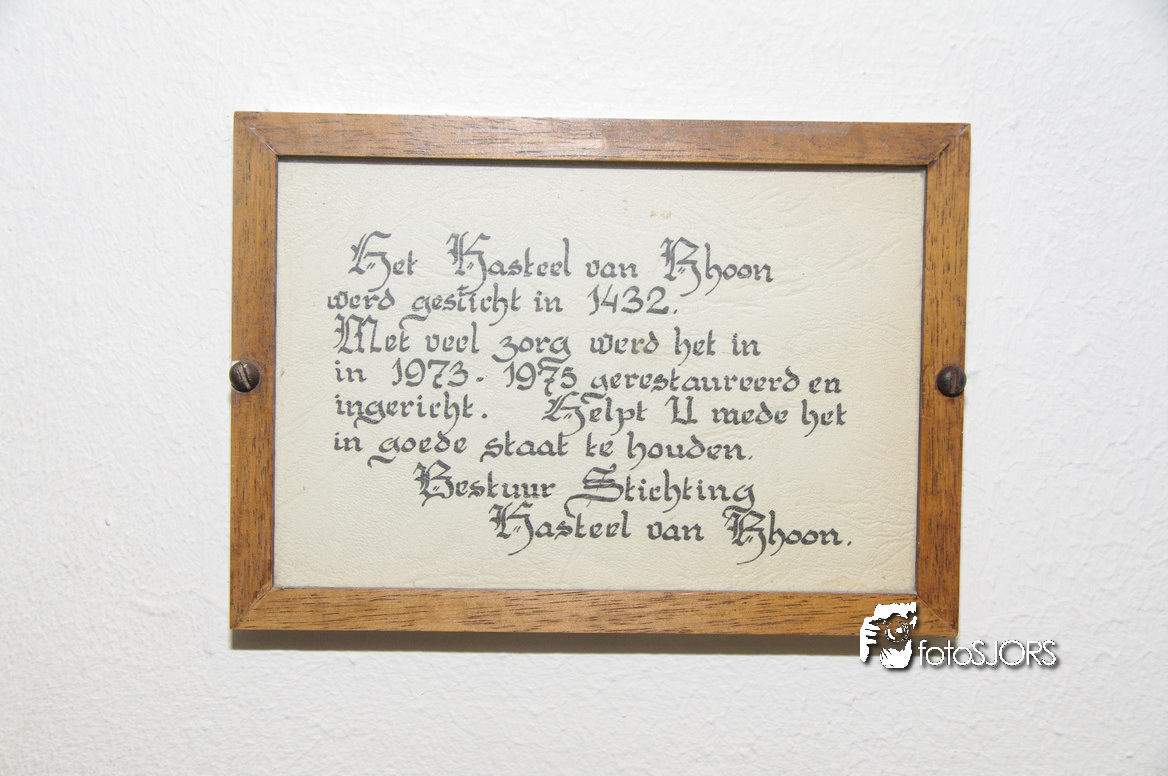 Het Kasteel van Rhoon
werd gesticht in 1432.
Met veel zorg werd het in
in 1973-1975 gerestaureerd en
ingericht. Helpt U mede het
in goede staat te houden.
Bestuur Stichting
Kasteel van Rhoon.
fotoSJORS